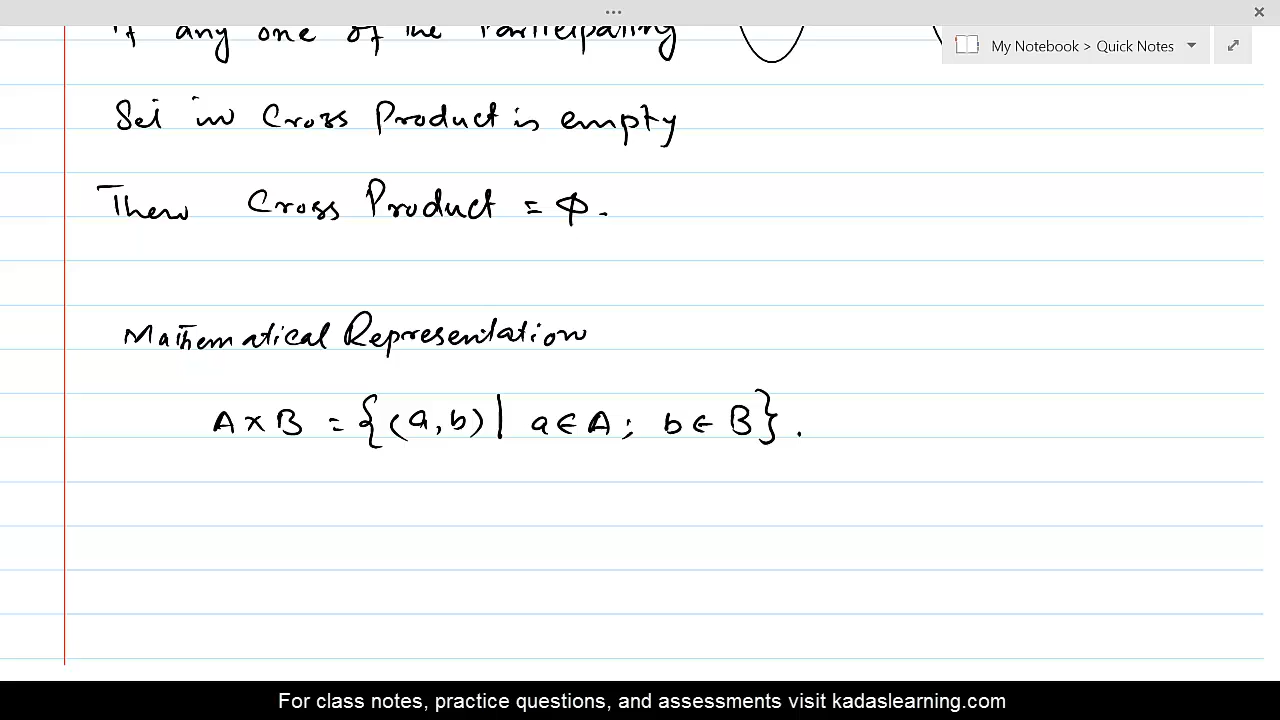 ...
If any one of the Participating
My Notebook > Quick Notes
Set in Cross Product is empty
Then Cross Product = Φ.
Mathematical Representation
A × B = {(a, b) | a ∈ A ; b ∈ B}.
For class notes, practice questions, and assessments visit kadaslearning.com